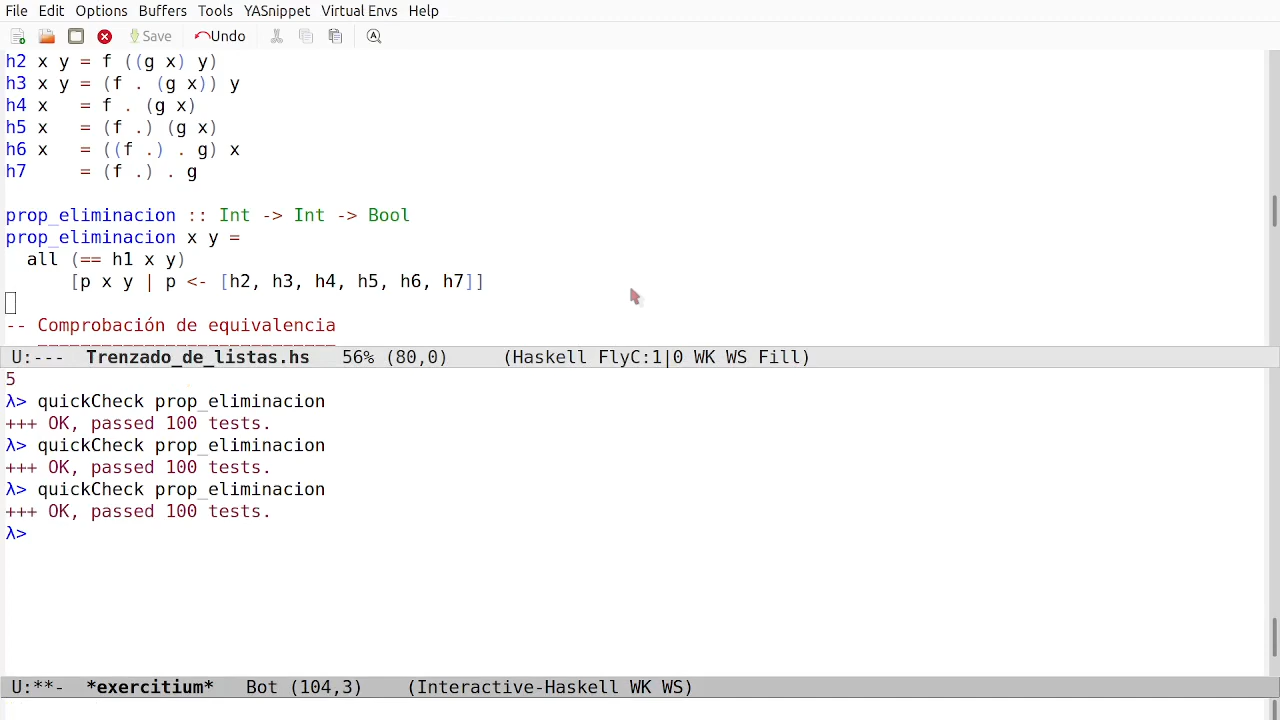 File Edit Options Buffers Tools YASnippet Virtual Envs Help
Save Undo
h2 x y = f ((g x) y)
h3 x y = (f . (g x)) y
h4 x   = f . (g x)
h5 x   = (f .) (g x)
h6 x   = ((f .) . g) x
h7     = (f .) . g
prop_eliminacion :: Int -> Int -> Bool
prop_eliminacion x y =
  all (== h1 x y)
      [p x y | p <- [h2, h3, h4, h5, h6, h7]]
-- Comprobación de equivalencia
U:---  Trenzado_de_listas.hs   56% (80,0)     (Haskell FlyC:1|0 WK WS Fill)
5
λ> quickCheck prop_eliminacion
+++ OK, passed 100 tests.
λ> quickCheck prop_eliminacion
+++ OK, passed 100 tests.
λ> quickCheck prop_eliminacion
+++ OK, passed 100 tests.
λ>
U:**-  *exercitium*   Bot (104,3)    (Interactive-Haskell WK WS)